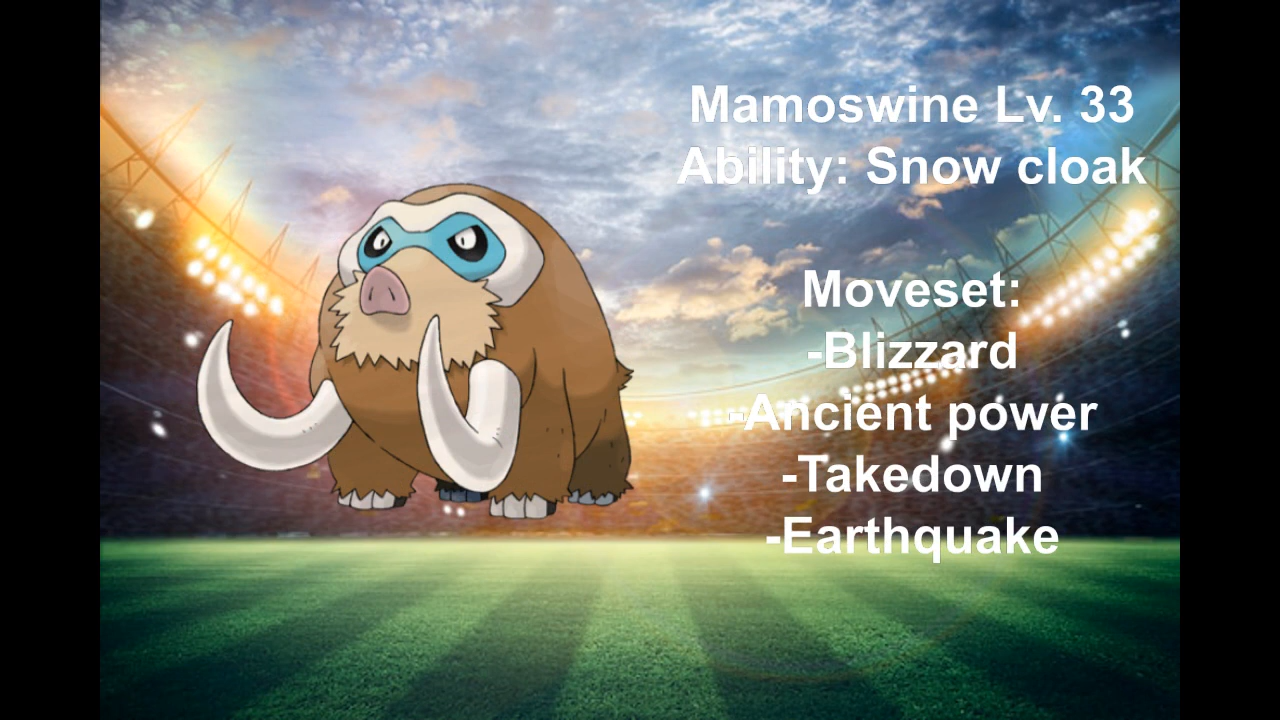 Mamoswine Lv. 33
Ability: Snow cloak
Moveset:
-Blizzard
-Ancient power
-Takedown
-Earthquake